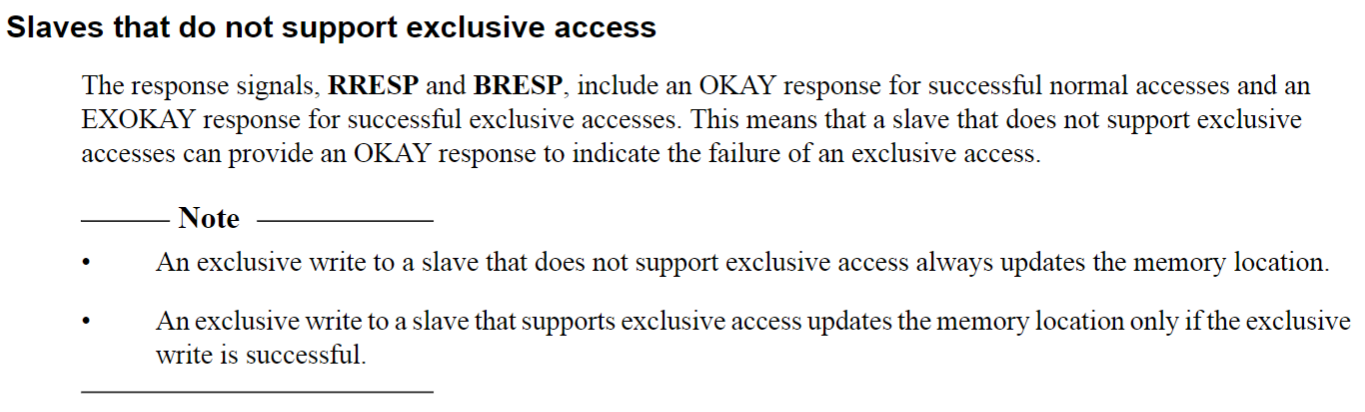 Slaves that do not support exclusive access
The response signals, RRESP and BRESP, include an OKAY response for successful normal accesses and an
EXOKAY response for successful exclusive accesses. This means that a slave that does not support exclusive
accesses can provide an OKAY response to indicate the failure of an exclusive access.
Note
• An exclusive write to a slave that does not support exclusive access always updates the memory location.
• An exclusive write to a slave that supports exclusive access updates the memory location only if the exclusive
write is successful.